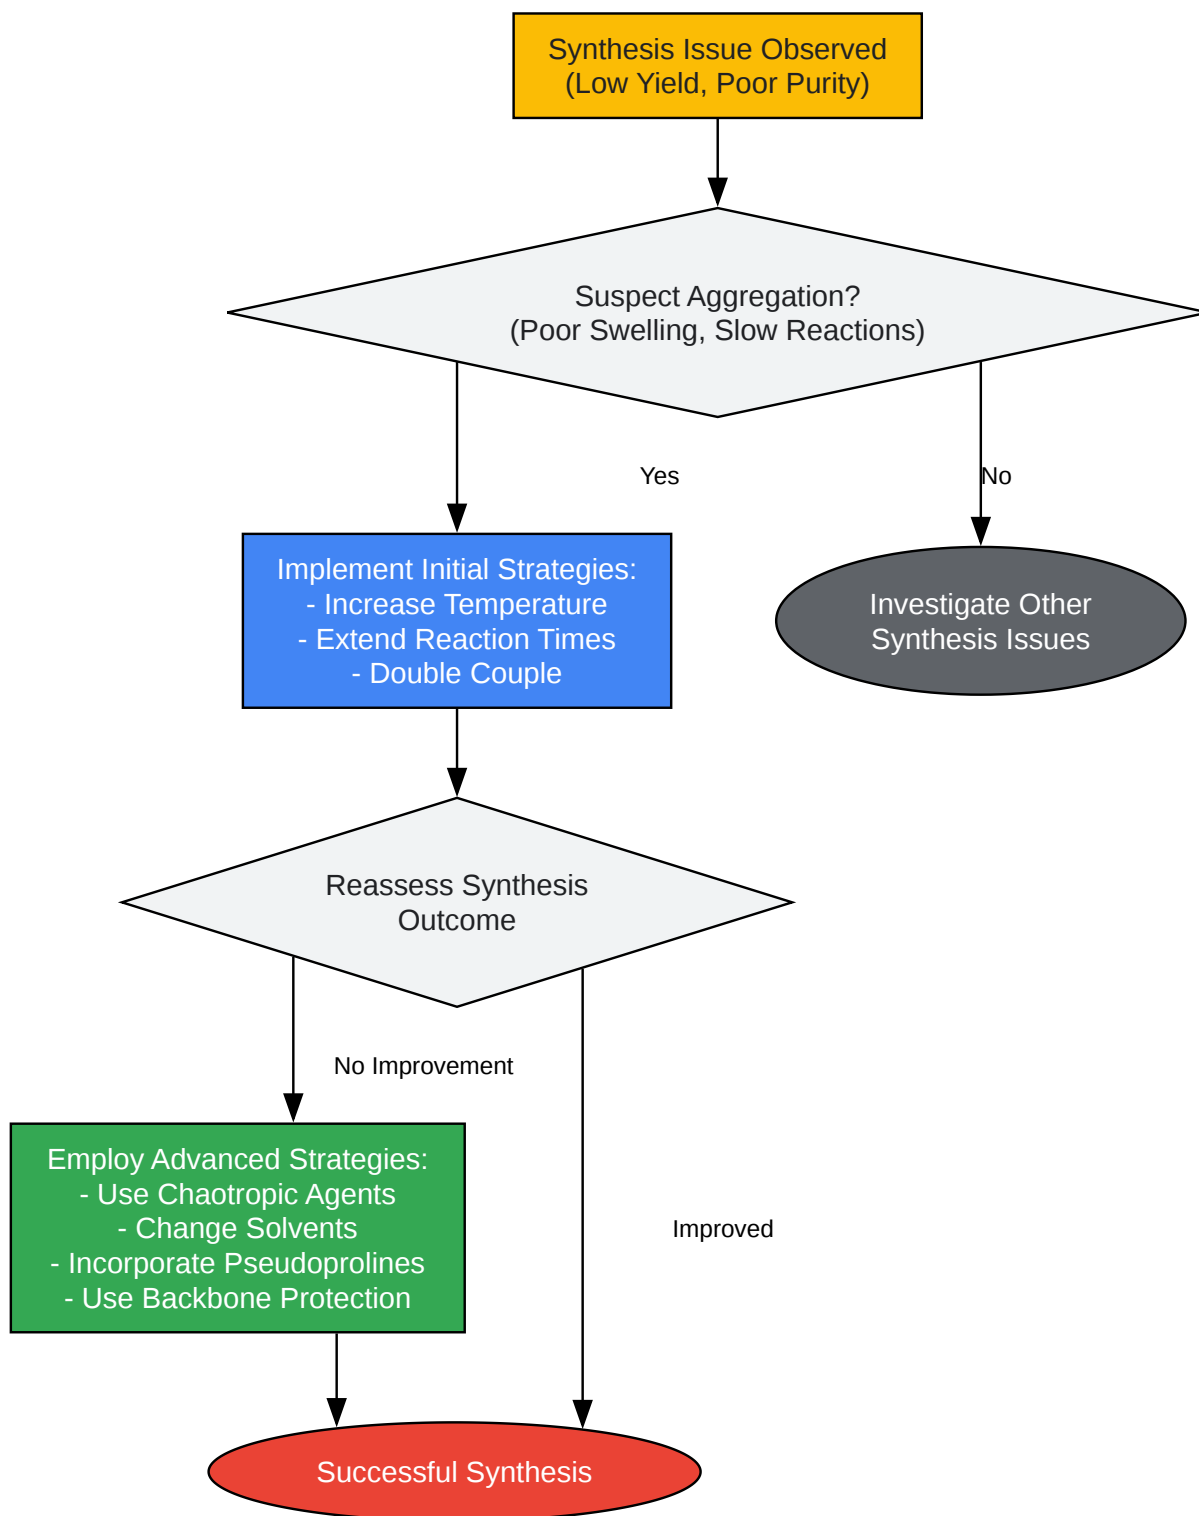 Synthesis Issue Observed
(Low Yield, Poor Purity)
Suspect Aggregation?
(Poor Swelling, Slow Reactions)
Yes
No
Implement Initial Strategies:
- Increase Temperature
- Extend Reaction Times
- Double Couple
Investigate Other
Synthesis Issues
Reassess Synthesis
Outcome
No Improvement
Employ Advanced Strategies:
- Use Chaotropic Agents
- Change Solvents
- Incorporate Pseudoprolines
- Use Backbone Protection
Improved
Successful Synthesis